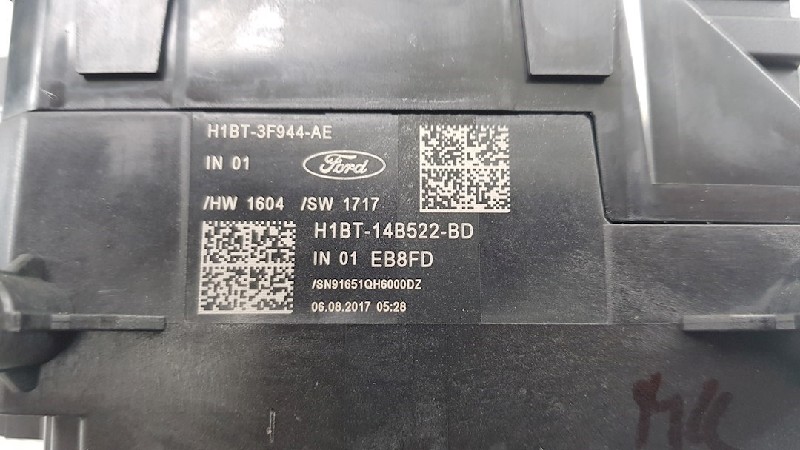 H1BT-3F944-AE
IN 01 Ford
/HW 1604 /SW 1717
H1BT-14B522-BD
IN 01 EB8FD
/SN91651QH6000DZ
06.08.2017 05:28